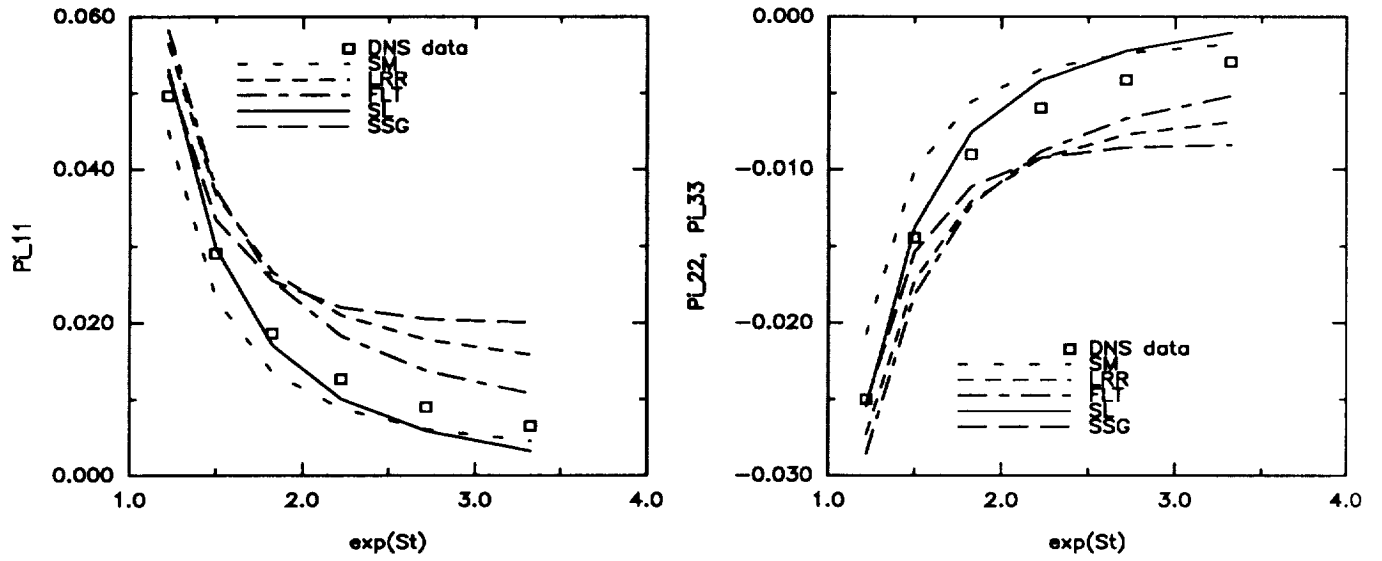 0.060
0.040
0.020
0.000
Pi_11
DNS data
SM
LRR
FLT
SL
SSG
1.0 2.0 3.0 4.0
exp(St)
-0.000
-0.010
-0.020
-0.030
Pi_22, Pi_33
DNS data
SM
LRR
FLT
SL
SSG
1.0 2.0 3.0 4.0
exp(St)